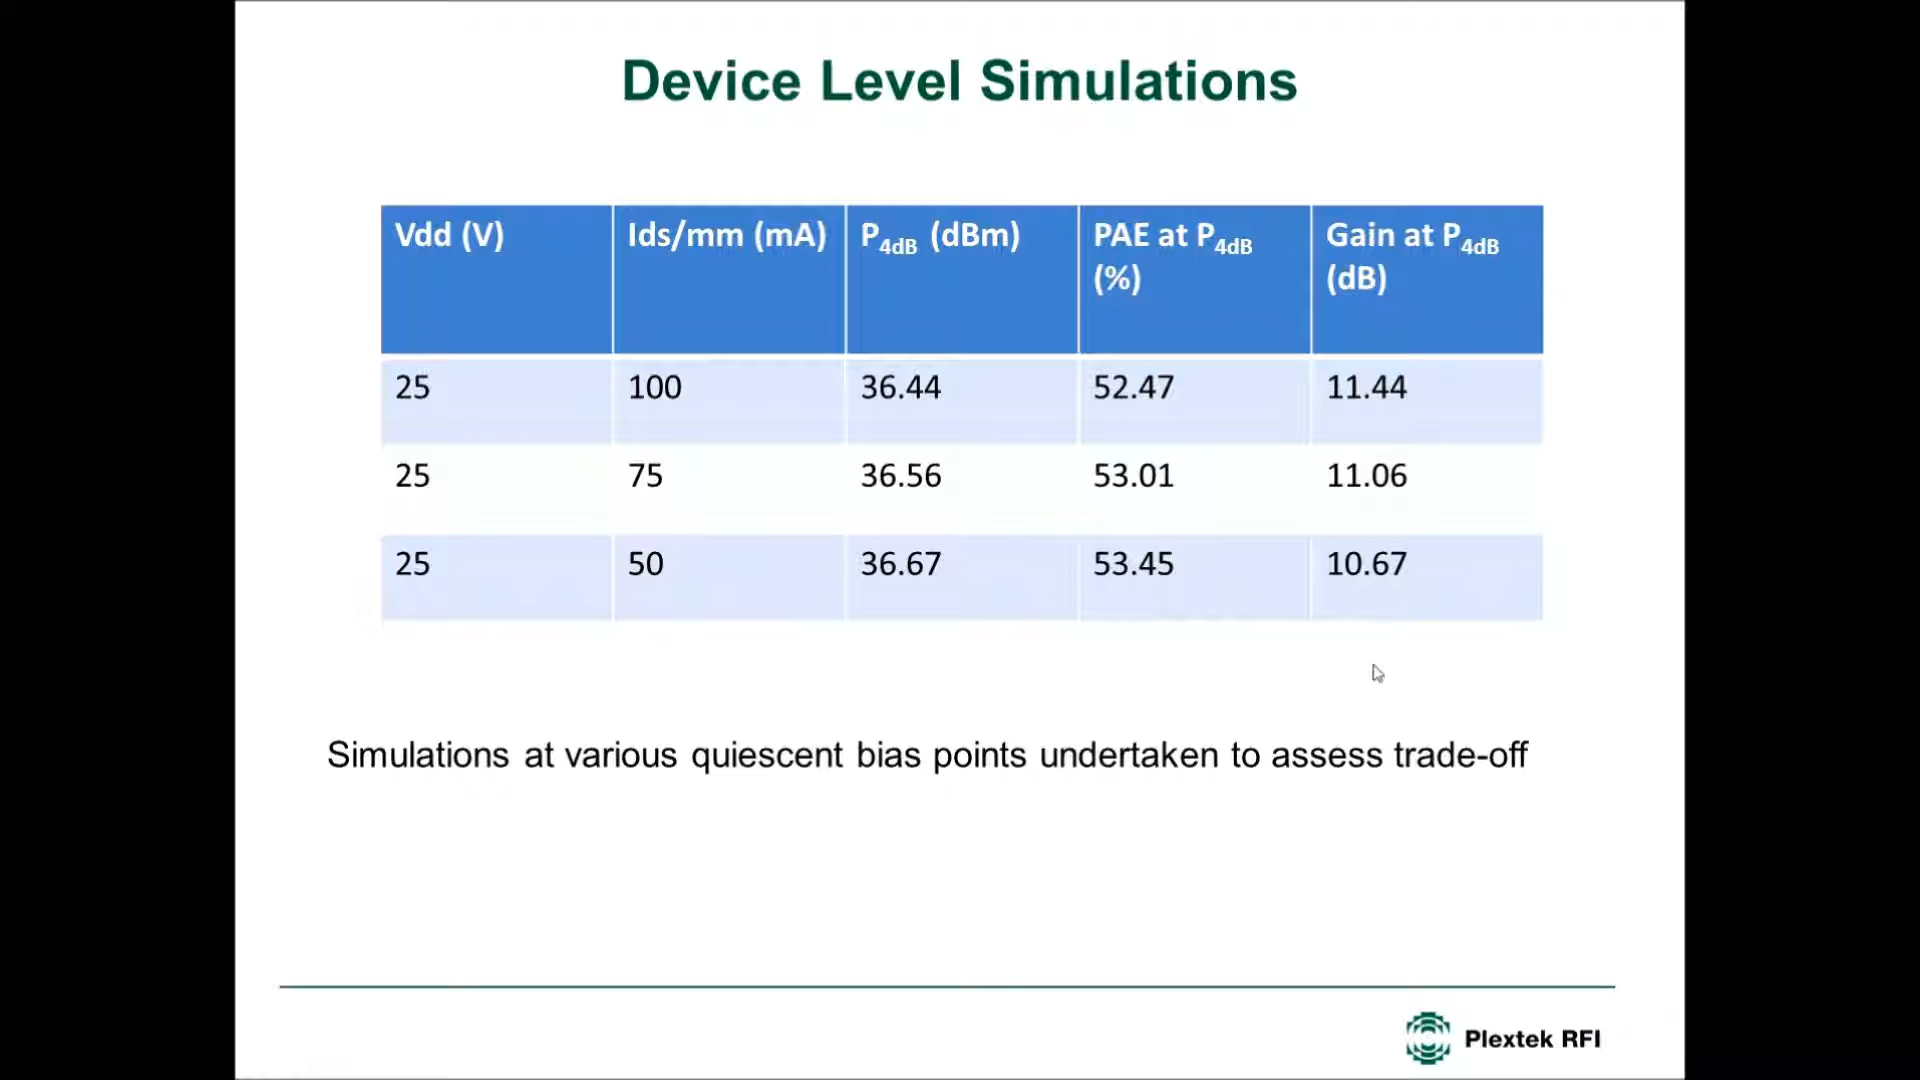 Device Level Simulations
Vdd (V) Ids/mm (mA) P4dB (dBm) PAE at P4dB (%) Gain at P4dB (dB)
25 100 36.44 52.47 11.44
25 75 36.56 53.01 11.06
25 50 36.67 53.45 10.67
Simulations at various quiescent bias points undertaken to assess trade-off
Plextek RFI